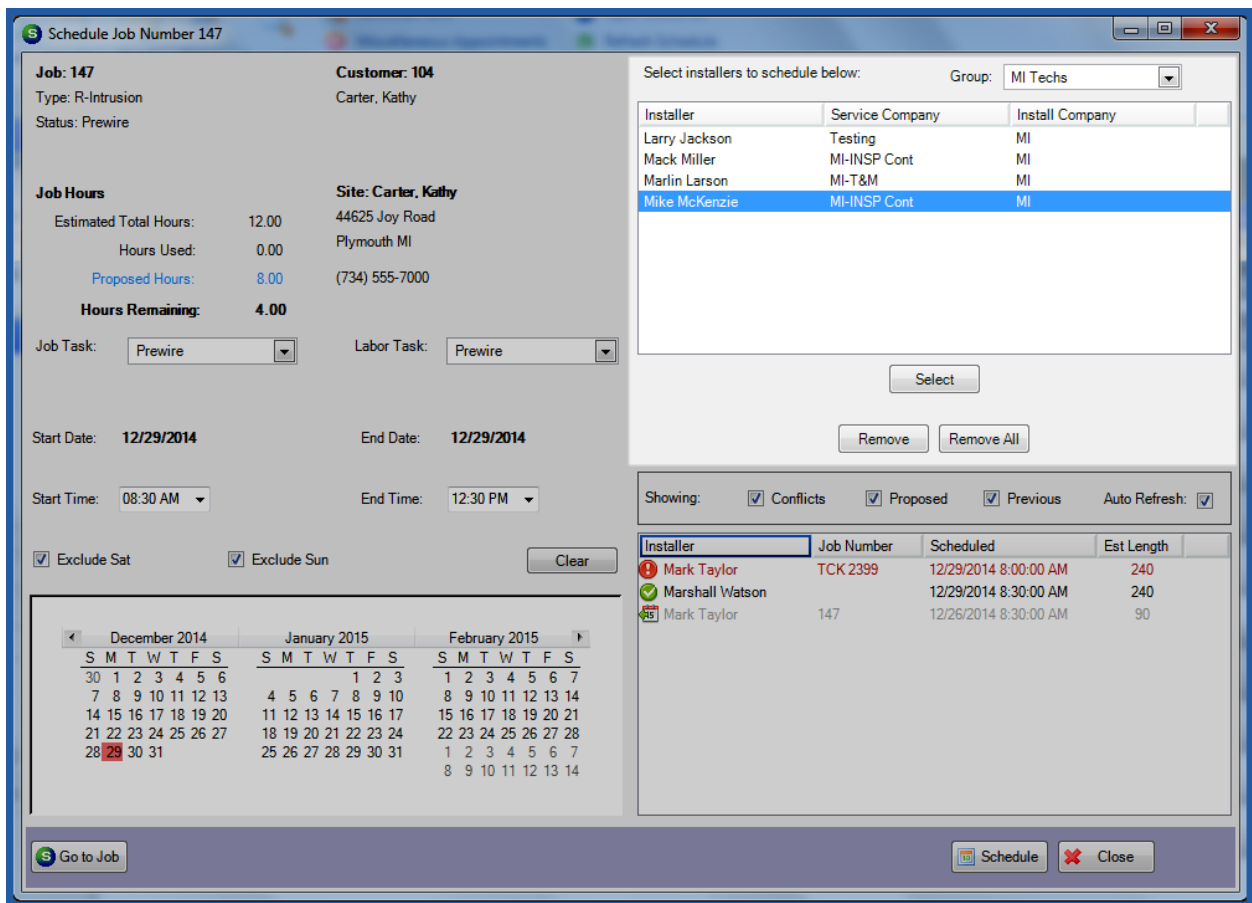 Schedule Job Number 147
Job: 147
Customer: 104
Type: R-Intrusion
Carter, Kathy
Status: Prewire
Job Hours
Site: Carter, Kathy
Estimated Total Hours: 12.00
44625 Joy Road
Hours Used: 0.00
Plymouth MI
Proposed Hours: 8.00
(734) 555-7000
Hours Remaining: 4.00
Job Task: Prewire
Labor Task: Prewire
Start Date: 12/29/2014
End Date: 12/29/2014
Start Time: 08:30 AM
End Time: 12:30 PM
Exclude Sat
Exclude Sun
Clear
December 2014 January 2015 February 2015
S M T W T F S S M T W T F S S M T W T F S
30 1 2 3 4 5 6 1 2 3 1 2 3 4 5 6 7
7 8 9 10 11 12 13 4 5 6 7 8 9 10 8 9 10 11 12 13 14
14 15 16 17 18 19 20 11 12 13 14 15 16 17 15 16 17 18 19 20 21
21 22 23 24 25 26 27 18 19 20 21 22 23 24 22 23 24 25 26 27 28
28 29 30 31 25 26 27 28 29 30 31 1 2 3 4 5 6 7
8 9 10 11 12 13 14
Select installers to schedule below:
Group: MI Techs
Installer Service Company Install Company
Larry Jackson Testing MI
Mack Miller MI-INSP Cont MI
Marlin Larson MI-T&M MI
Mike McKenzie MI-INSP Cont MI
Select
Remove
Remove All
Showing: Conflicts Proposed Previous Auto Refresh:
Installer Job Number Scheduled Est Length
Mark Taylor TCK 2399 12/29/2014 8:00:00 AM 240
Marshall Watson 12/29/2014 8:30:00 AM 240
Mark Taylor 147 12/26/2014 8:30:00 AM 90
Go to Job
Schedule
Close